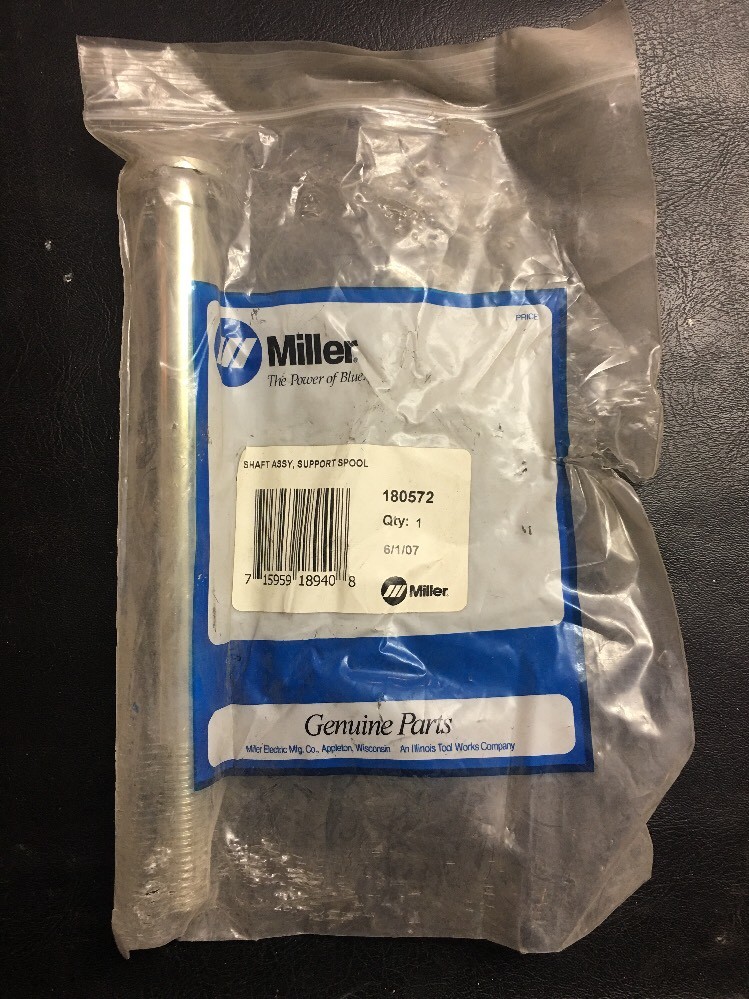 PRICE
Miller®
The Power of Blue.
SHAFT ASSY, SUPPORT SPOOL
180572
Qty: 1
6/1/07
7 15959 18940 8
Miller
Genuine Parts
Miller Electric Mfg. Co., Appleton, Wisconsin An Illinois Tool Works Company